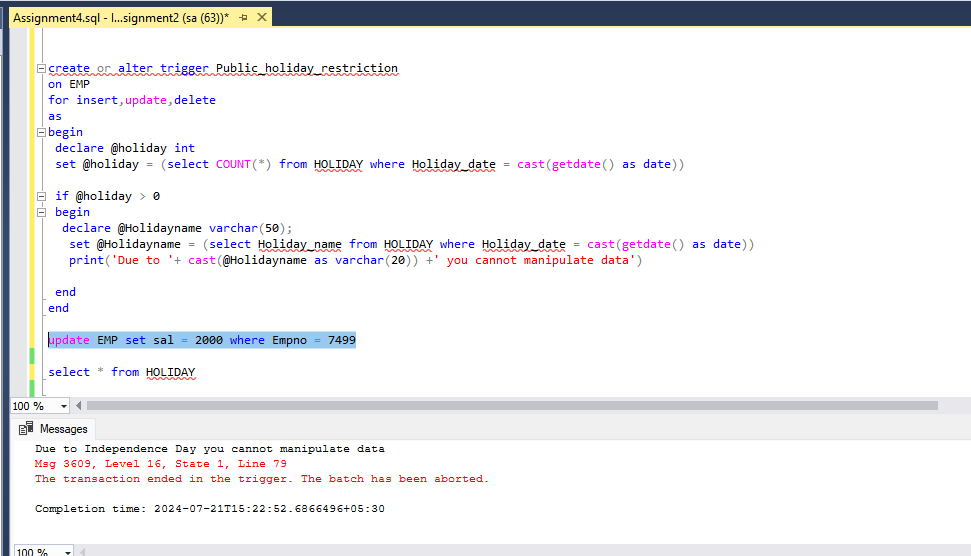 Assignment4.sql - I...signment2 (sa (63))*
create or alter trigger Public_holiday_restriction
on EMP
for insert,update,delete
as
begin
declare @holiday int
set @holiday = (select COUNT(*) from HOLIDAY where Holiday_date = cast(getdate() as date))
if @holiday > 0
begin
declare @Holidayname varchar(50);
set @Holidayname = (select Holiday_name from HOLIDAY where Holiday_date = cast(getdate() as date))
print('Due to '+ cast(@Holidayname as varchar(20)) +' you cannot manipulate data')
end
end
update EMP set sal = 2000 where Empno = 7499
select * from HOLIDAY
100 %
Messages
Due to Independence Day you cannot manipulate data
Msg 3609, Level 16, State 1, Line 79
The transaction ended in the trigger. The batch has been aborted.
Completion time: 2024-07-21T15:22:52.6866496+05:30
100 %